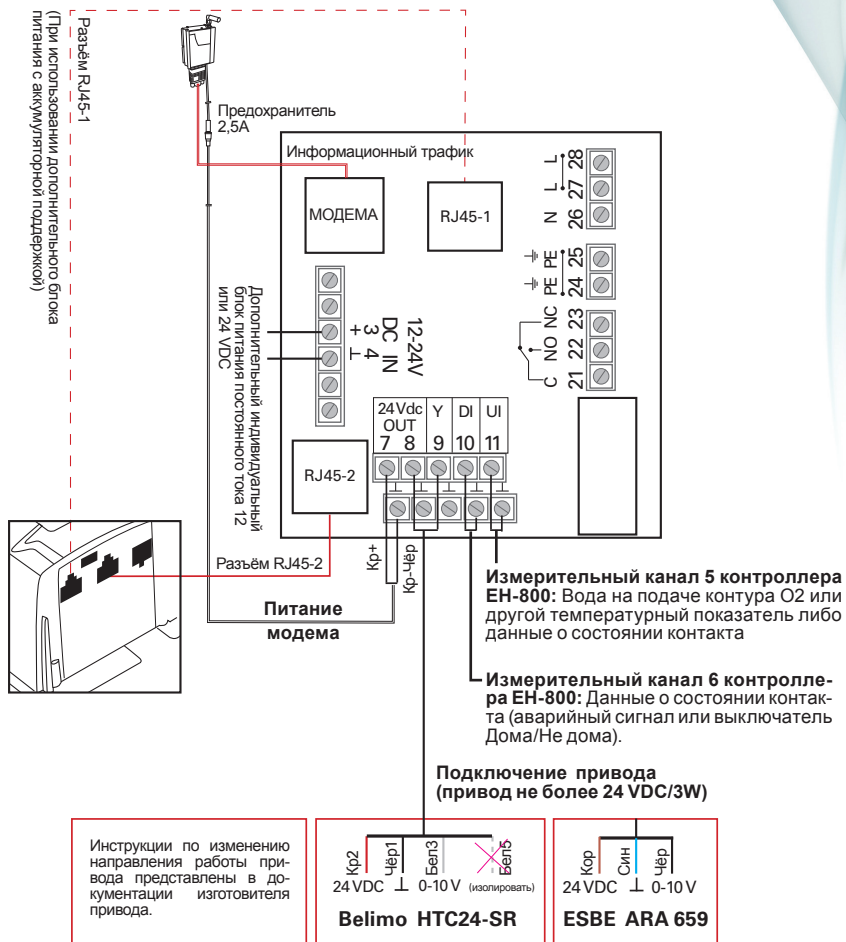 Разъём RJ45-1
(При использовании дополнительного блока
питания с аккумуляторной поддержкой)
Предохранитель
2,5А
Информационный трафик
МОДЕМА
RJ45-1
L 28
L 27
N 26
PE 25
PE 24
NC 23
NO 22
C 21
12-24V
DC IN
+ 3
⊥ 4
Дополнительный индивидуальный
блок питания постоянного тока 12
или 24 VDC
24Vdc
OUT
Y DI UI
7 8 9 10 11
RJ45-2
Разъём RJ45-2
Кр+
Кр-Чёр
Питание
модема
Измерительный канал 5 контроллера
EH-800: Вода на подаче контура О2 или
другой температурный показатель либо
данные о состоянии контакта
Измерительный канал 6 контролле-
ра EH-800: Данные о состоянии контак-
та (аварийный сигнал или выключатель
Дома/Не дома).
Подключение привода
(привод не более 24 VDC/3W)
Инструкции по изменению
направления работы при-
вода представлены в до-
кументации изготовителя
привода.
Кр2
Чёр1
Бел3
Бел5
24 VDC ⊥ 0-10 V (изолировать)
Belimo HTC24-SR
Кор
Син
Чёр
24 VDC ⊥ 0-10 V
ESBE ARA 659